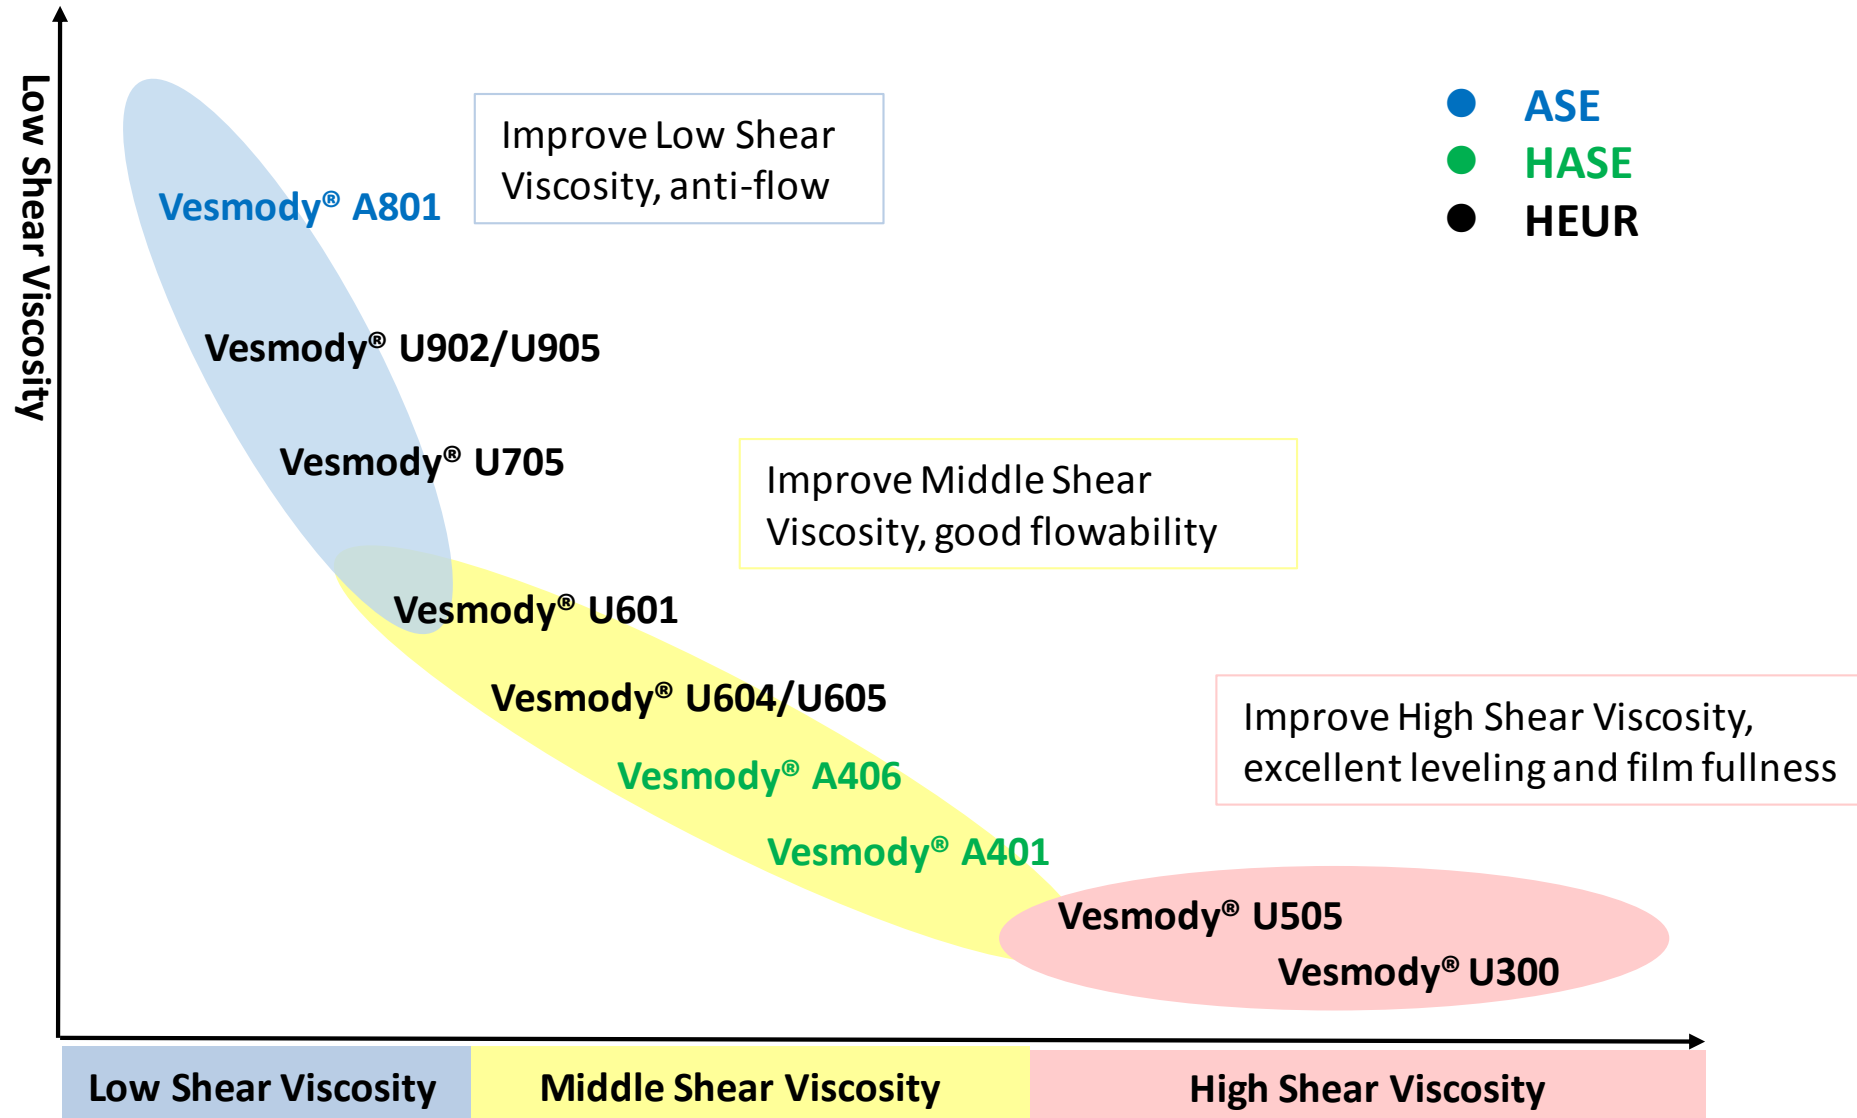 Low Shear Viscosity
Improve Low Shear
Viscosity, anti-flow
ASE
HASE
HEUR
Vesmody® A801
Vesmody® U902/U905
Vesmody® U705
Improve Middle Shear
Viscosity, good flowability
Vesmody® U601
Vesmody® U604/U605
Improve High Shear Viscosity,
excellent leveling and film fullness
Vesmody® A406
Vesmody® A401
Vesmody® U505
Vesmody® U300
Low Shear Viscosity
Middle Shear Viscosity
High Shear Viscosity